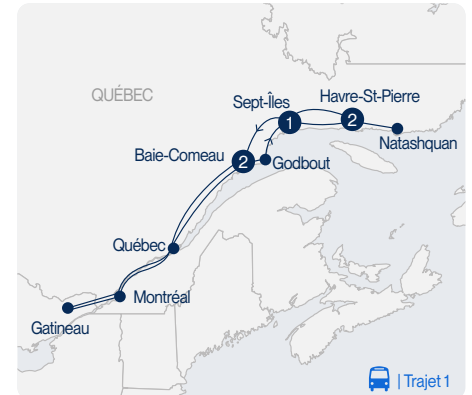 QUÉBEC
Sept-Îles
Havre-St-Pierre
1
2
Natashquan
Baie-Comeau
2
Godbout
Québec
Montréal
Gatineau
| Trajet 1